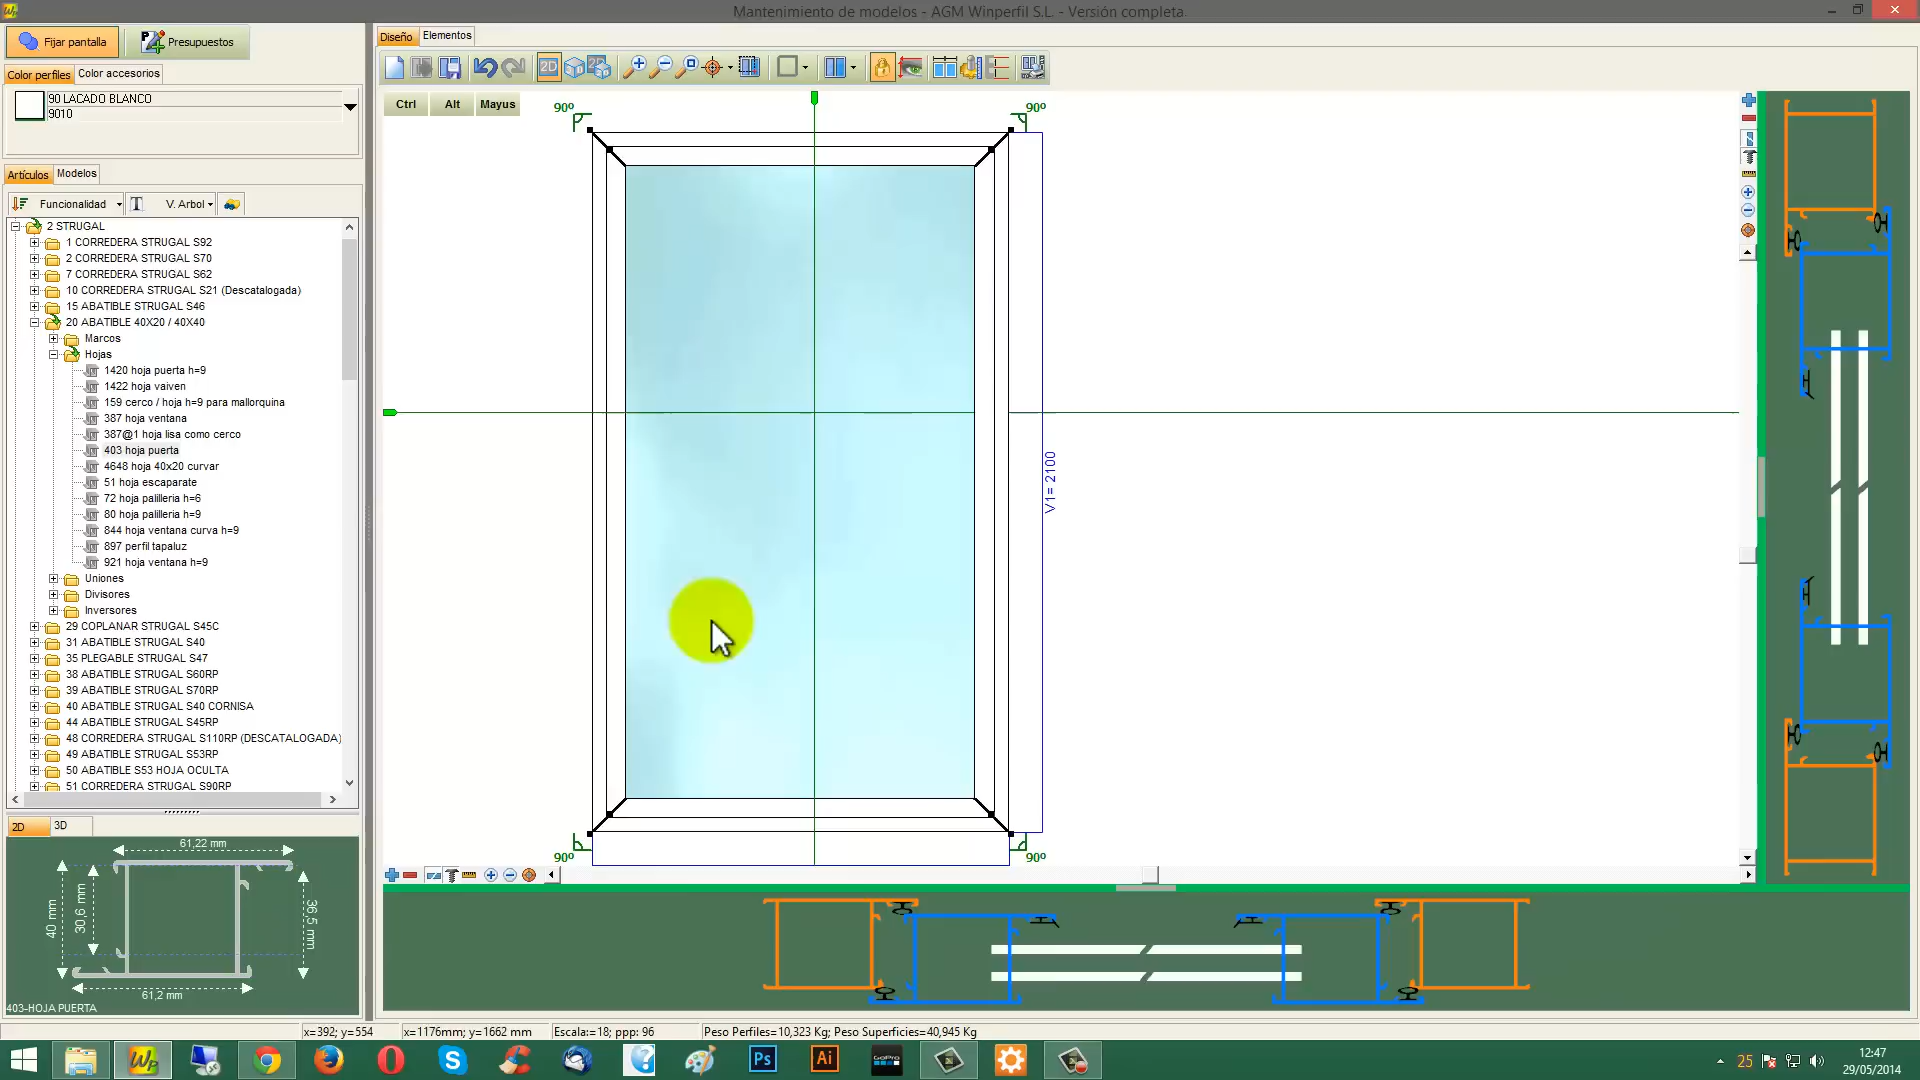 Mantenimiento de modelos - AGM Winperfil S.L. - Versión completa
Fijar pantalla
Presupuestos
Color perfiles
Color accesorios
90 LACADO BLANCO
9010
Artículos
Modelos
Funcionalidad
V. Arbol
2 STRUGAL
1 CORREDERA STRUGAL S92
2 CORREDERA STRUGAL S70
7 CORREDERA STRUGAL S62
10 CORREDERA STRUGAL S21 (Descatalogada)
15 ABATIBLE STRUGAL S46
20 ABATIBLE 40X20 / 40X40
Marcos
Hojas
1420 hoja puerta h=9
1422 hoja vaiven
159 cerco / hoja h=9 para mallorquina
387 hoja ventana
387@1 hoja lisa como cerco
403 hoja puerta
4648 hoja 40x20 curvar
51 hoja escaparate
72 hoja palilleria h=6
80 hoja palilleria h=9
844 hoja ventana curva h=9
897 perfil tapaluz
921 hoja ventana h=9
Uniones
Divisores
Inversores
29 COPLANAR STRUGAL S45C
31 ABATIBLE STRUGAL S40
35 PLEGABLE STRUGAL S47
38 ABATIBLE STRUGAL S60RP
39 ABATIBLE STRUGAL S70RP
40 ABATIBLE STRUGAL S40 CORNISA
44 ABATIBLE STRUGAL S45RP
48 CORREDERA STRUGAL S110RP (DESCATALOGADA)
49 ABATIBLE STRUGAL S53RP
50 ABATIBLE S53 HOJA OCULTA
51 CORREDERA STRUGAL S90RP
2D
3D
61,22 mm
40 mm
30,6 mm
36,5 mm
61,2 mm
403-HOJA PUERTA
Diseño
Elementos
2D
2D
Ctrl
Alt
Mayus
90º
90º
V1= 2100
90º
90º
x=392; y=554
x=1176mm; y=1662 mm
Escala:=18; ppp: 96
Peso Perfiles=10,323 Kg; Peso Superficies=40,945 Kg
Wp
S
?
Ps
Ai
GoPro
25
12:47
29/05/2014